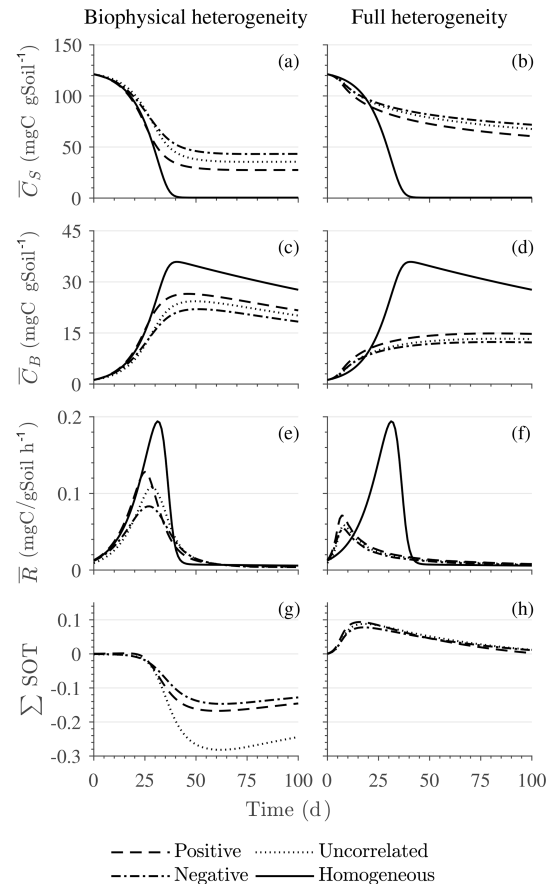 Biophysical heterogeneity Full heterogeneity
150 (a) (b)
100
50
0
C̅_S (mgC gSoil⁻¹)
45 (c) (d)
30
15
0
C̅_B (mgC gSoil⁻¹)
0.2 (e) (f)
0.1
0
R̅ (mgC/gSoil h⁻¹)
0.1 (g) (h)
0
-0.1
-0.2
-0.3
∑ SOT
0 25 50 75 100 0 25 50 75 100
Time (d)
Positive Uncorrelated
Negative Homogeneous